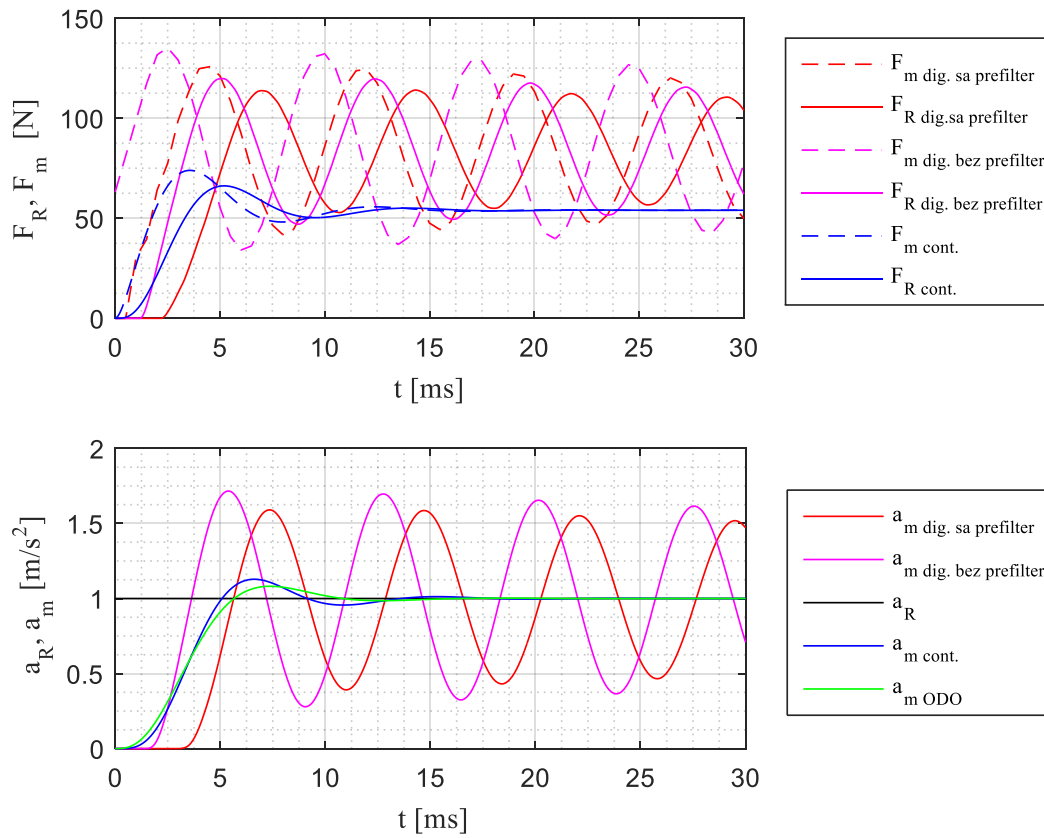 150
100
50
0
F_R, F_m [N]
0 5 10 15 20 25 30
t [ms]
F_m dig. sa prefilter
F_R dig.sa prefilter
F_m dig. bez prefilter
F_R dig. bez prefilter
F_m cont.
F_R cont.
2
1.5
1
0.5
0
a_R, a_m [m/s²]
0 5 10 15 20 25 30
t [ms]
a_m dig. sa prefilter
a_m dig. bez prefilter
a_R
a_m cont.
a_m ODO